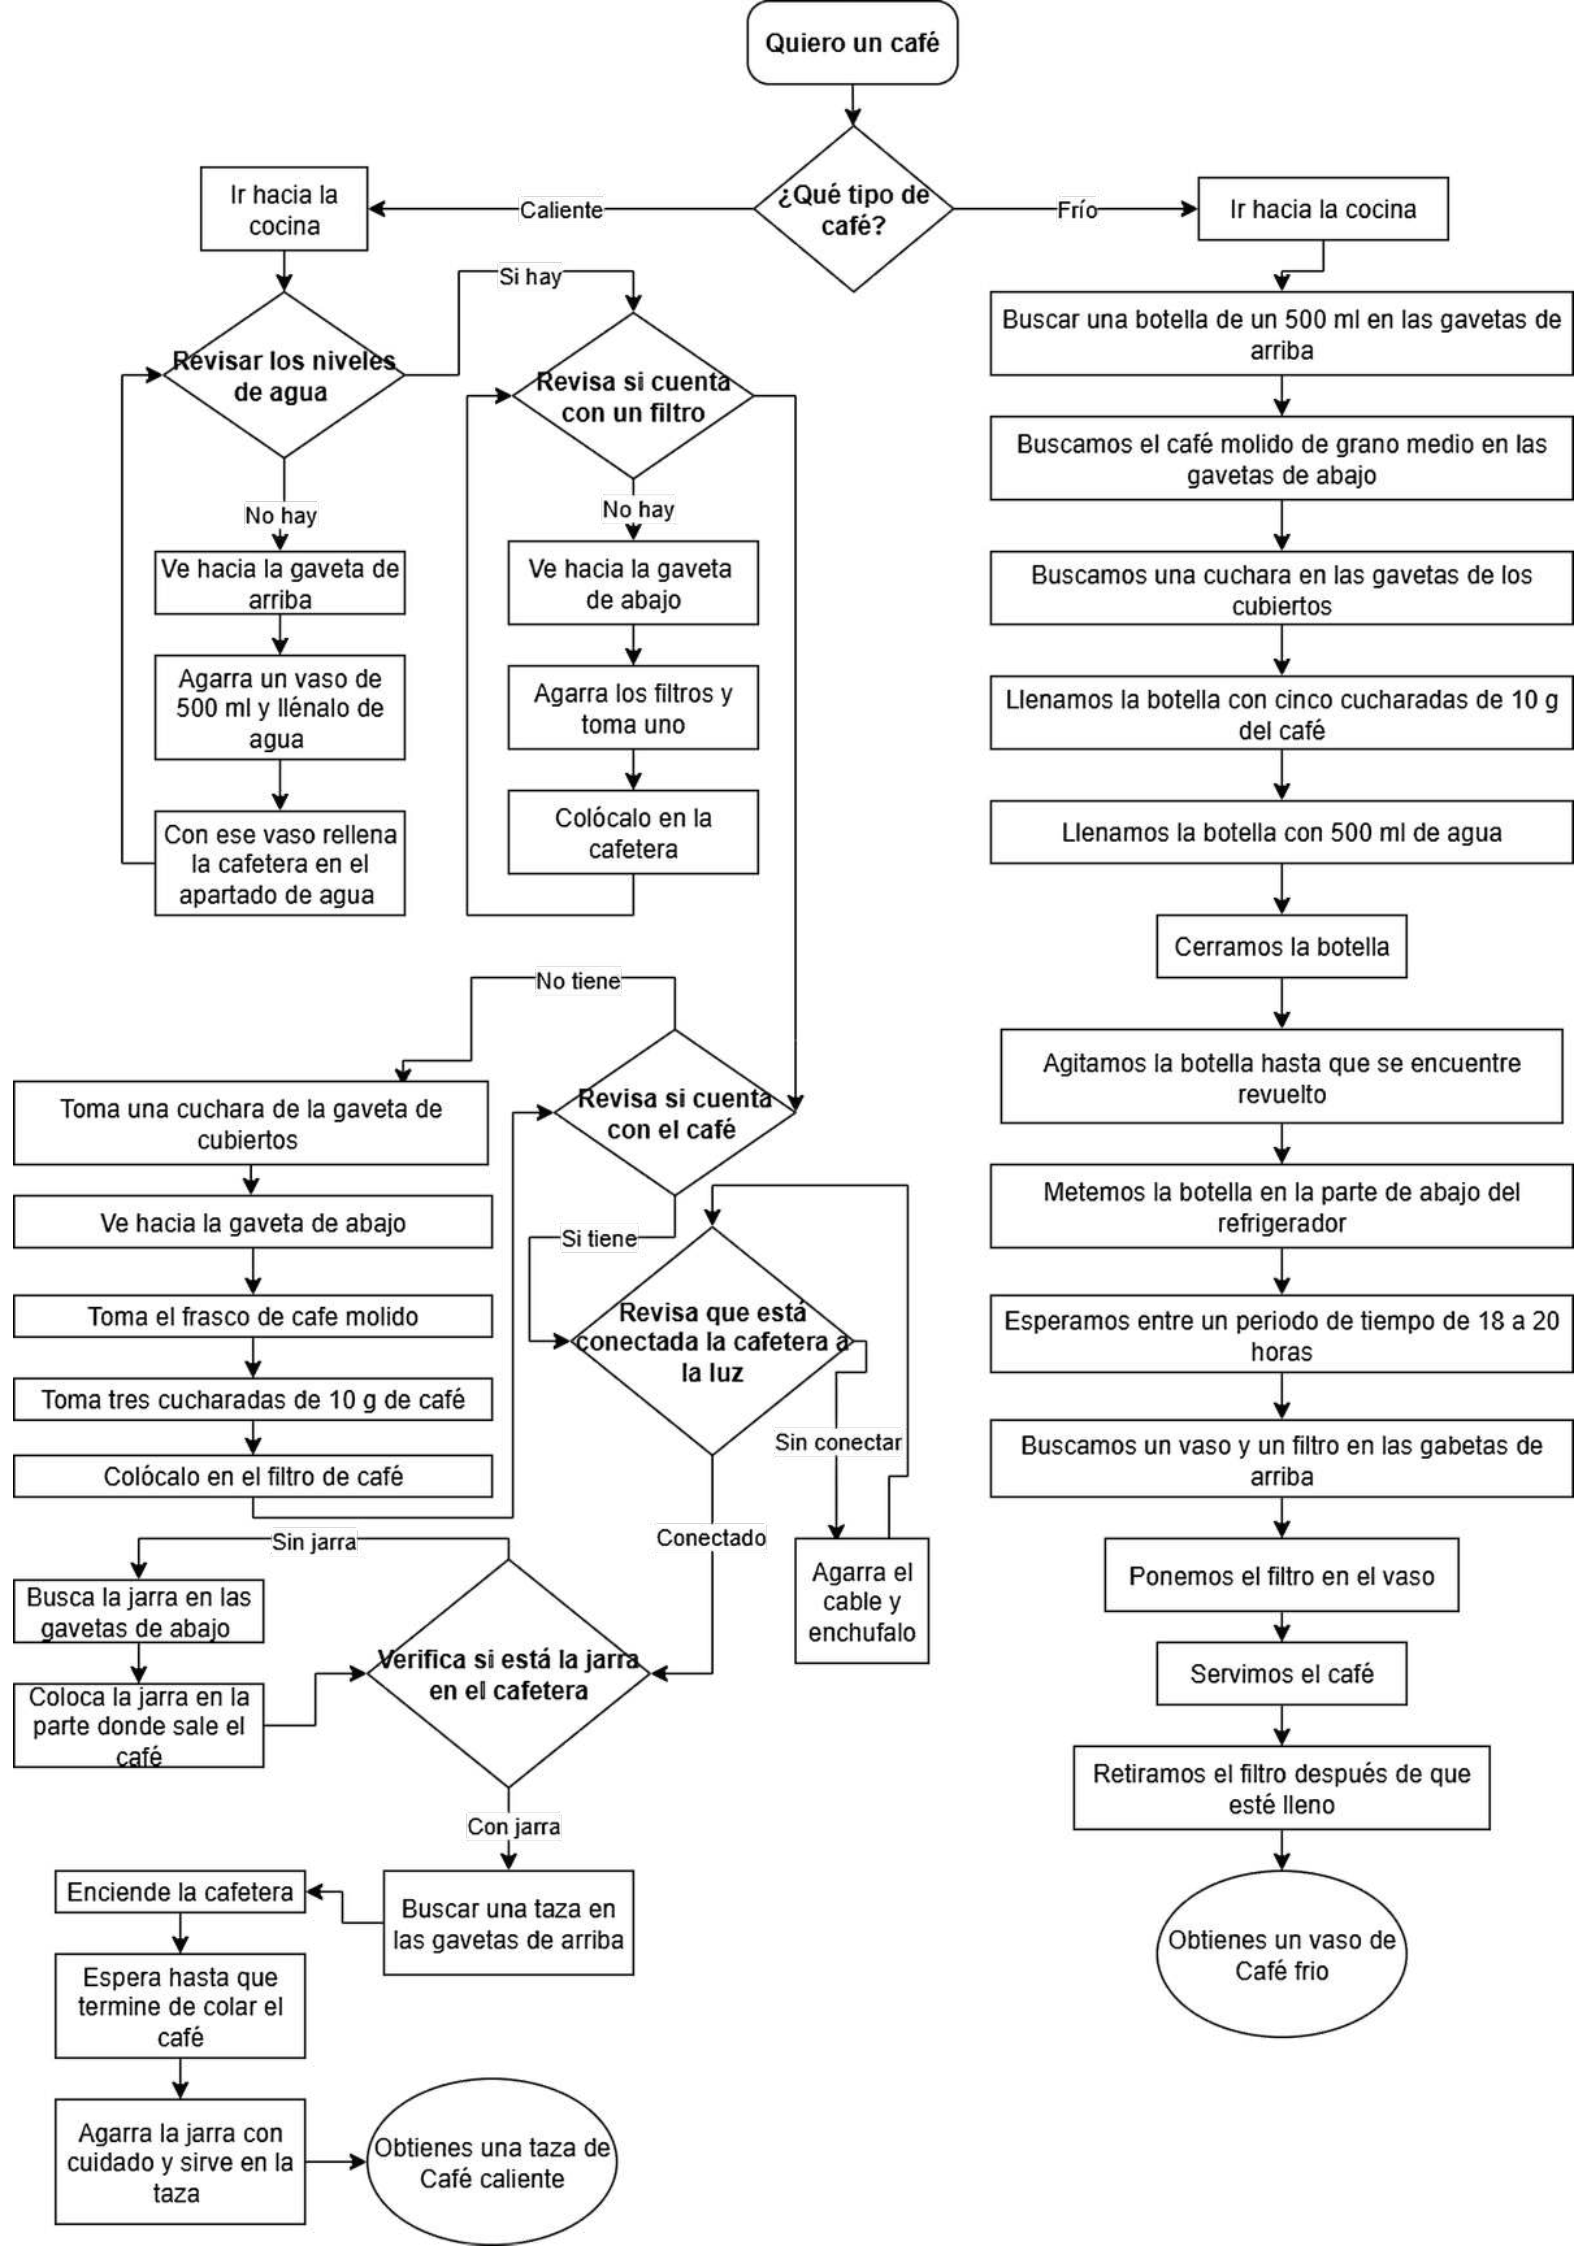 Quiero un café
¿Qué tipo de
café?
Caliente
Frío
Ir hacia la
cocina
Revisar los niveles
de agua
Si hay
No hay
Ve hacia la gaveta de
arriba
Agarra un vaso de
500 ml y llénalo de
agua
Con ese vaso rellena
la cafetera en el
apartado de agua
Revisa si cuenta
con un filtro
No hay
Ve hacia la gaveta
de abajo
Agarra los filtros y
toma uno
Colócalo en la
cafetera
Revisa si cuenta
con el café
No tiene
Toma una cuchara de la gaveta de
cubiertos
Ve hacia la gaveta de abajo
Toma el frasco de cafe molido
Toma tres cucharadas de 10 g de café
Colócalo en el filtro de café
Si tiene
Revisa que está
conectada la cafetera a
la luz
Sin conectar
Agarra el
cable y
enchufalo
Conectado
Verifica si está la jarra
en el cafetera
Sin jarra
Busca la jarra en las
gavetas de abajo
Coloca la jarra en la
parte donde sale el
café
Con jarra
Buscar una taza en
las gavetas de arriba
Enciende la cafetera
Espera hasta que
termine de colar el
café
Agarra la jarra con
cuidado y sirve en la
taza
Obtienes una taza de
Café caliente
Ir hacia la cocina
Buscar una botella de un 500 ml en las gavetas de
arriba
Buscamos el café molido de grano medio en las
gavetas de abajo
Buscamos una cuchara en las gavetas de los
cubiertos
Llenamos la botella con cinco cucharadas de 10 g
del café
Llenamos la botella con 500 ml de agua
Cerramos la botella
Agitamos la botella hasta que se encuentre
revuelto
Metemos la botella en la parte de abajo del
refrigerador
Esperamos entre un periodo de tiempo de 18 a 20
horas
Buscamos un vaso y un filtro en las gabetas de
arriba
Ponemos el filtro en el vaso
Servimos el café
Retiramos el filtro después de que
esté lleno
Obtienes un vaso de
Café frio